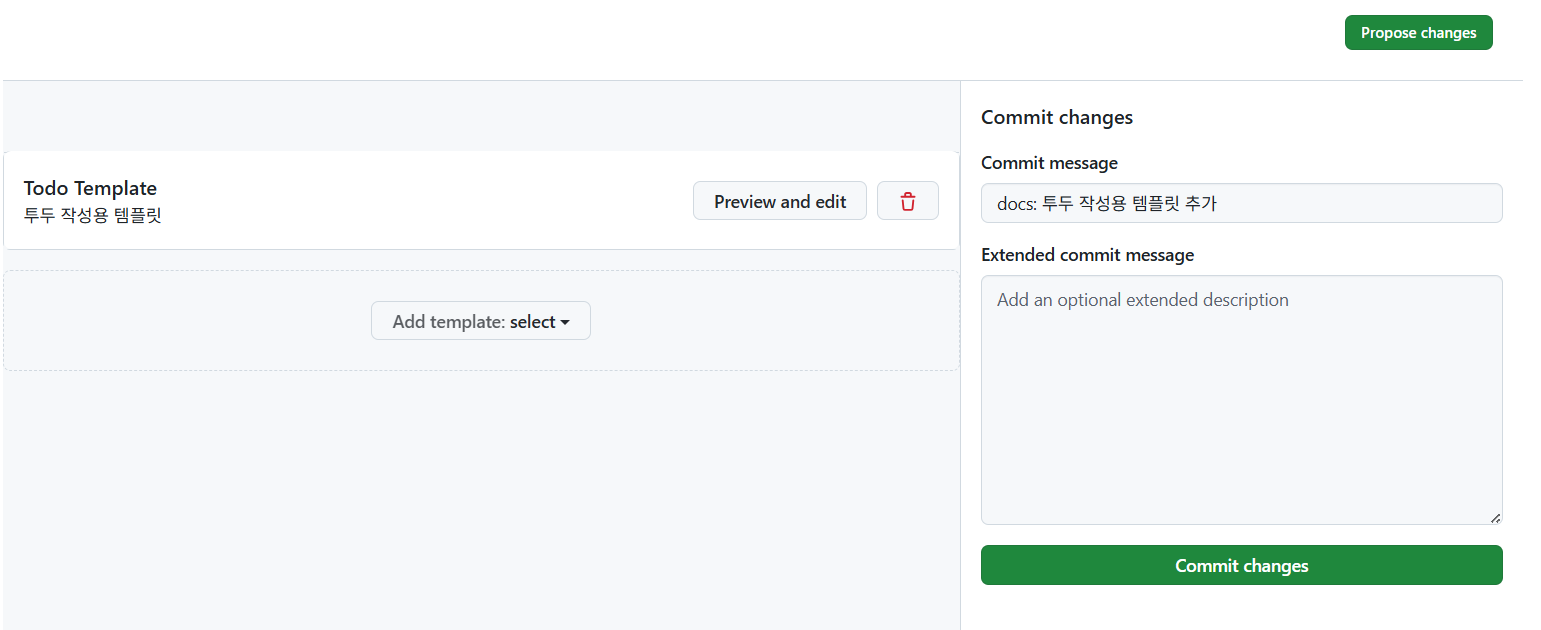 Propose changes
Todo Template
투두 작성용 템플릿
Preview and edit
Add template: select
Commit changes
Commit message
docs: 투두 작성용 템플릿 추가
Extended commit message
Add an optional extended description
Commit changes